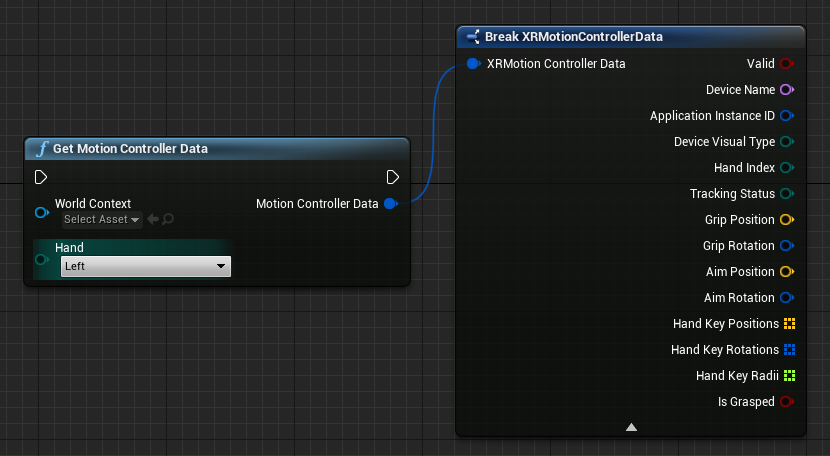 Break XRMotionControllerData
XRMotion Controller Data
Valid
Device Name
Application Instance ID
Device Visual Type
Hand Index
Tracking Status
Grip Position
Grip Rotation
Aim Position
Aim Rotation
Hand Key Positions
Hand Key Rotations
Hand Key Radii
Is Grasped
f Get Motion Controller Data
World Context
Select Asset
Motion Controller Data
Hand
Left